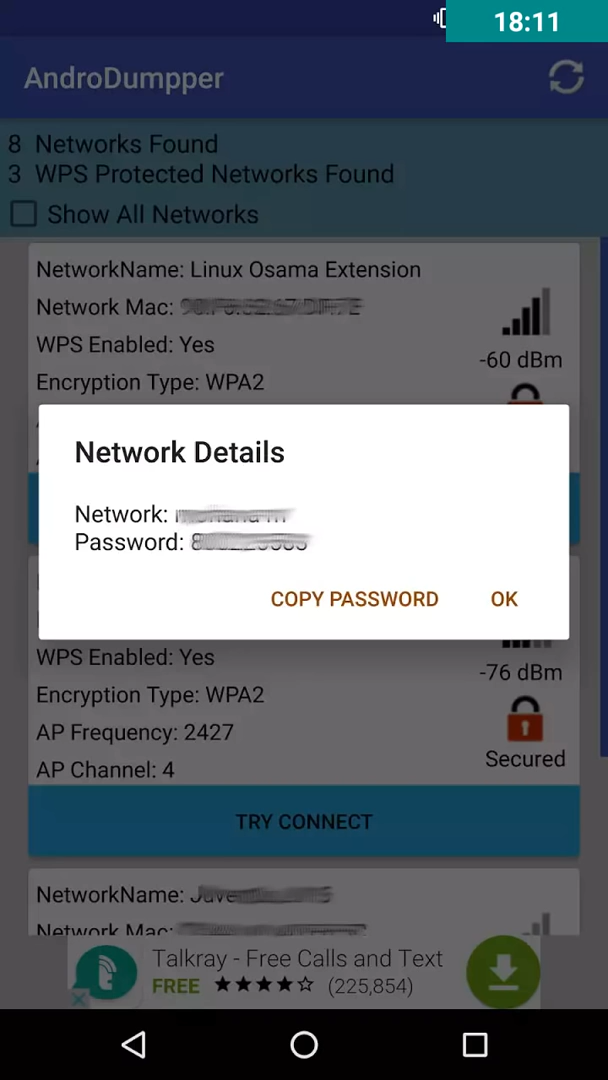 18:11
AndroDumpper
8 Networks Found
3 WPS Protected Networks Found
Show All Networks
NetworkName: Linux Osama Extension
Network Mac:
WPS Enabled: Yes
-60 dBm
Encryption Type: WPA2
Network Details
Network:
Password:
COPY PASSWORD OK
WPS Enabled: Yes
-76 dBm
Encryption Type: WPA2
AP Frequency: 2427
Secured
AP Channel: 4
TRY CONNECT
NetworkName:
Network Mac:
Talkray - Free Calls and Text
FREE (225,854)